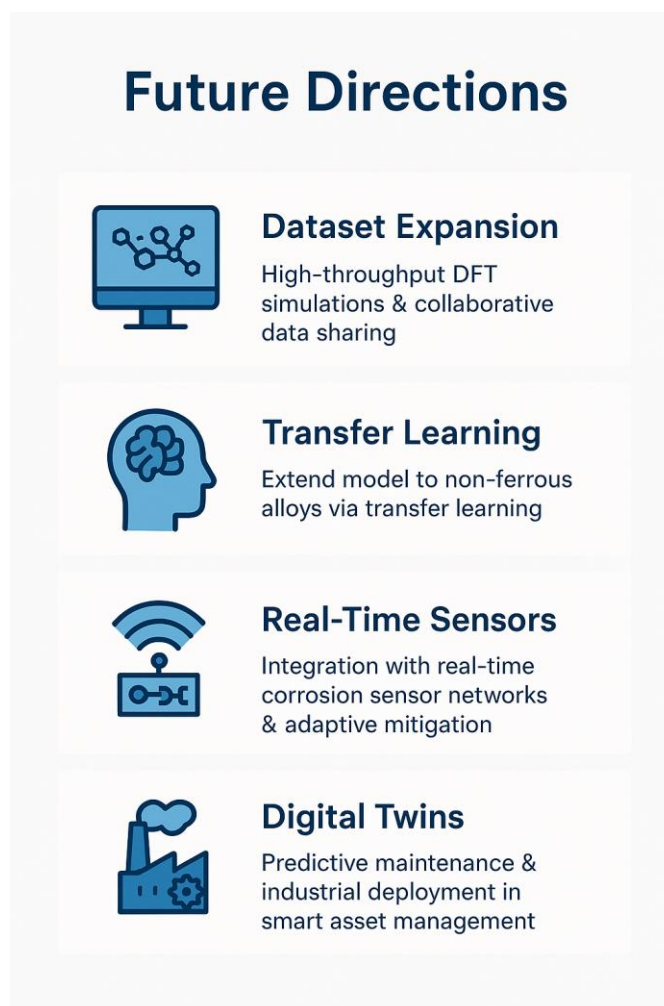 Future Directions
Dataset Expansion
High-throughput DFT
simulations & collaborative
data sharing
Transfer Learning
Extend model to non-ferrous
alloys via transfer learning
Real-Time Sensors
Integration with real-time
corrosion sensor networks
& adaptive mitigation
Digital Twins
Predictive maintenance &
industrial deployment in
smart asset management